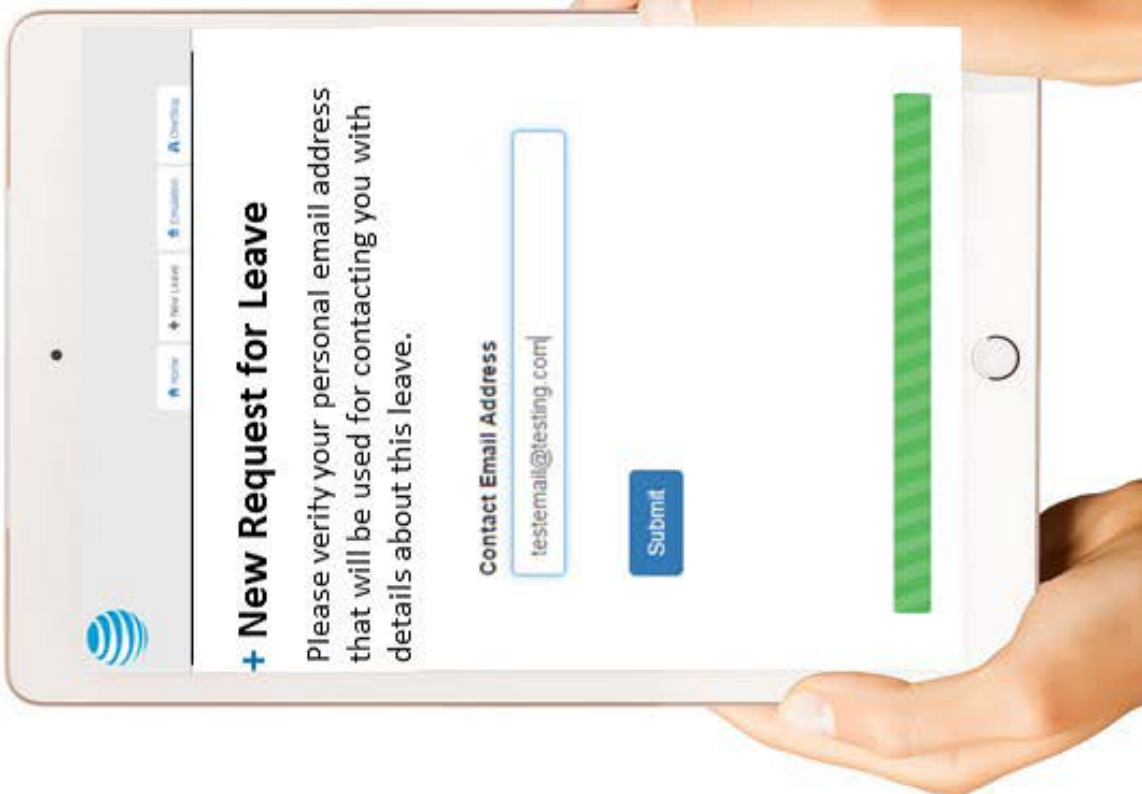 Home
New Leave
Emulation
OneStop
+ New Request for Leave
Please verify your personal email address
that will be used for contacting you with
details about this leave.
Contact Email Address
testemail@testing.com
Submit